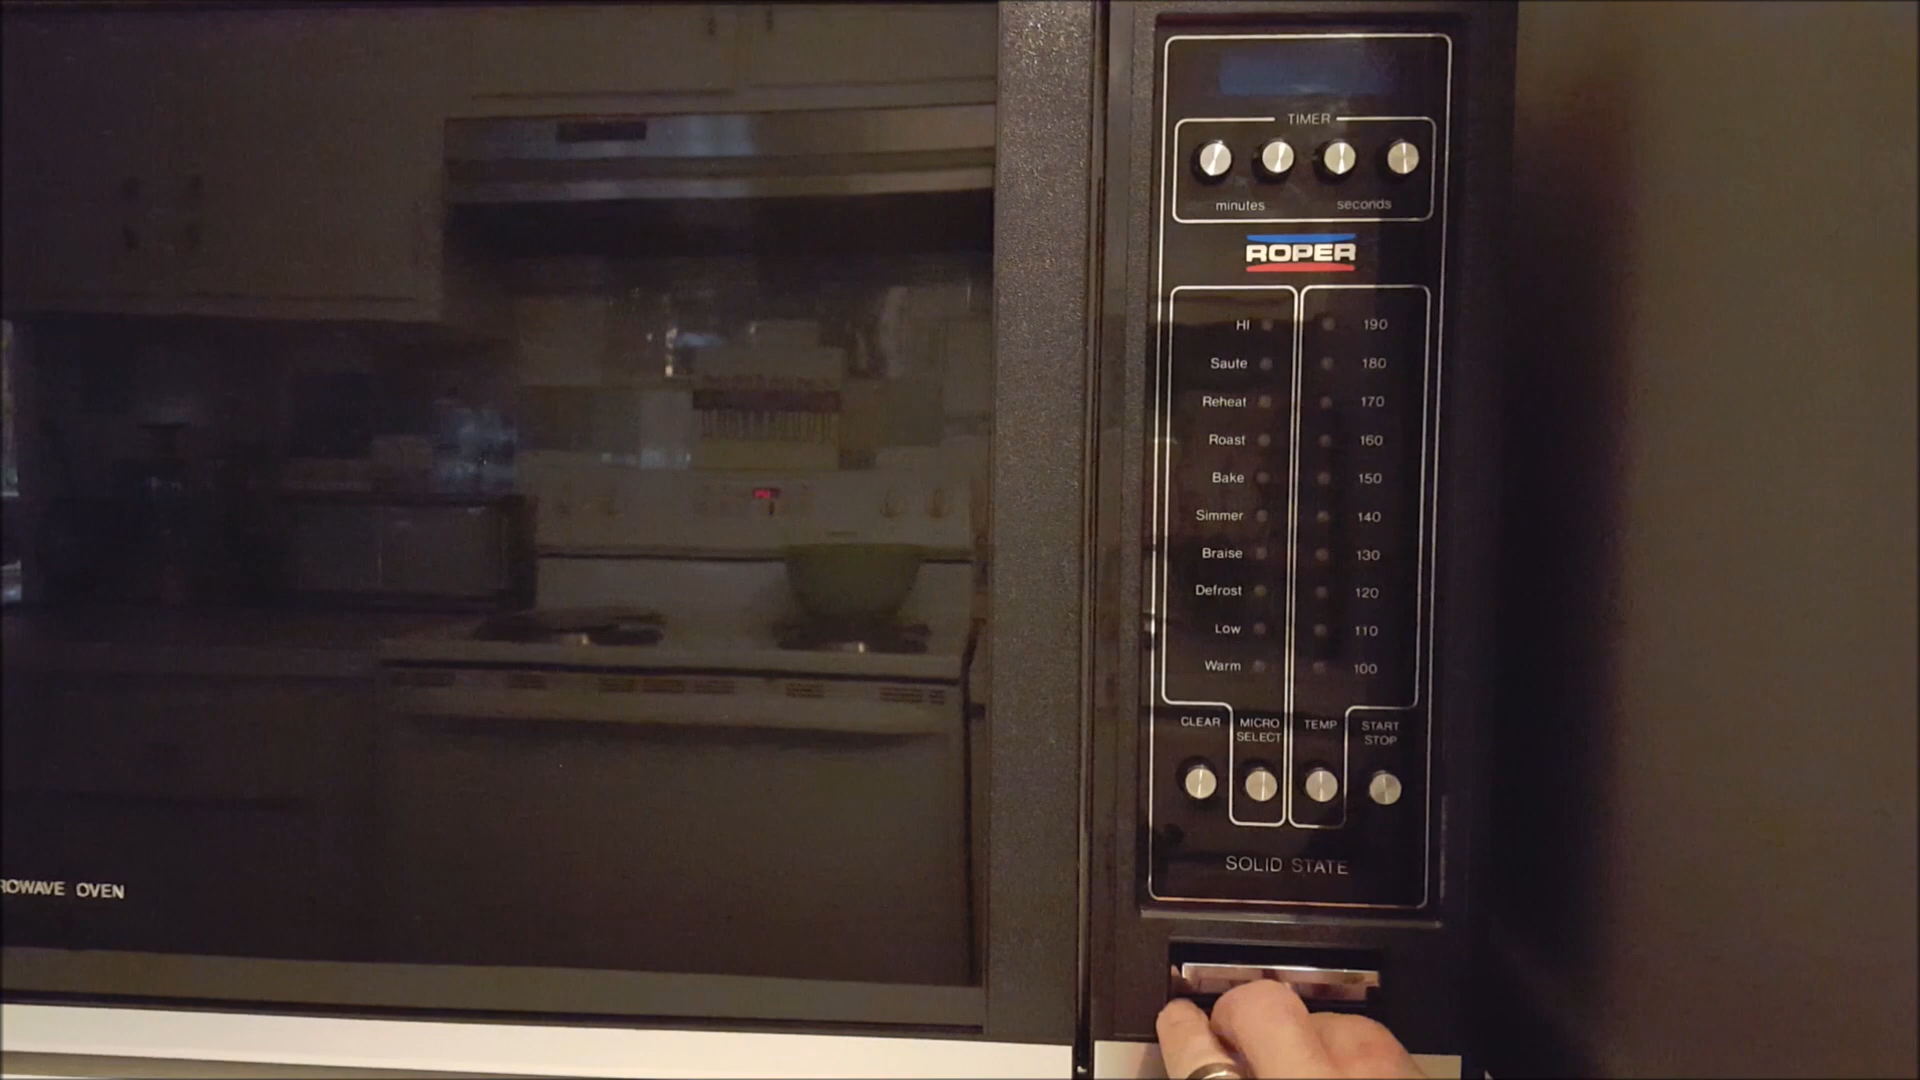 TIMER
minutes seconds
ROPER
HI 190
Saute 180
Reheat 170
Roast 160
Bake 150
Simmer 140
Braise 130
Defrost 120
Low 110
Warm 100
CLEAR MICRO SELECT TEMP START STOP
SOLID STATE
ROWAVE OVEN